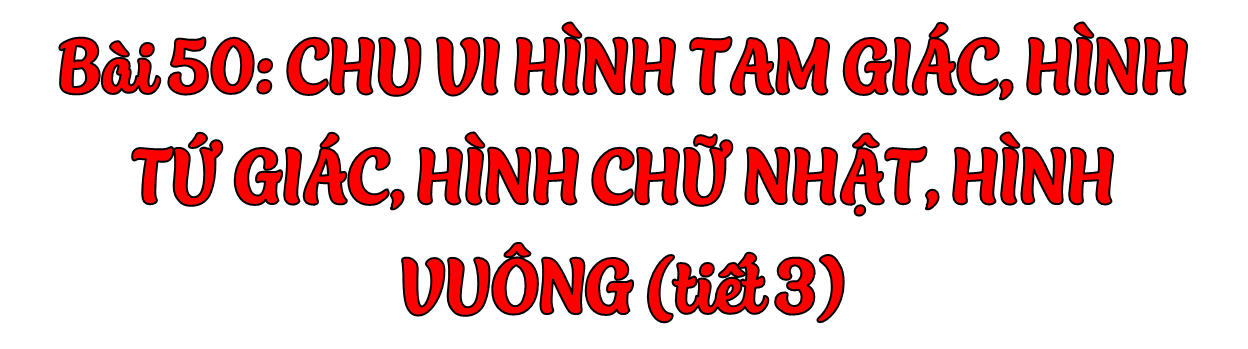 Bài 50: CHU VI HÌNH TAM GIÁC, HÌNH
TỨ GIÁC, HÌNH CHỮ NHẬT, HÌNH
VUÔNG (tiết 3)